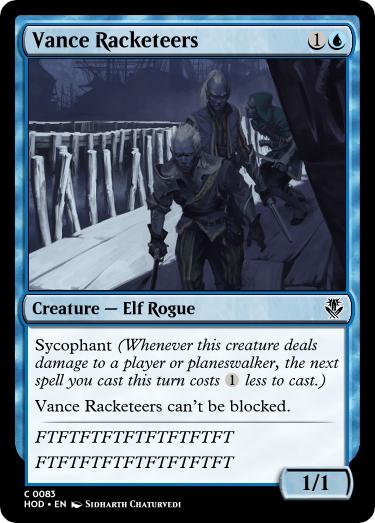 Vance Racketeers 1
Creature — Elf Rogue
Sycophant (Whenever this creature deals
damage to a player or planeswalker, the next
spell you cast this turn costs 1 less to cast.)
Vance Racketeers can't be blocked.
FTFTFTFTFTFTFTFTFT
FTFTFTFTFTFTFTFTFT
1/1
C 0083
HOD • EN SIDHARTH CHATURVEDI